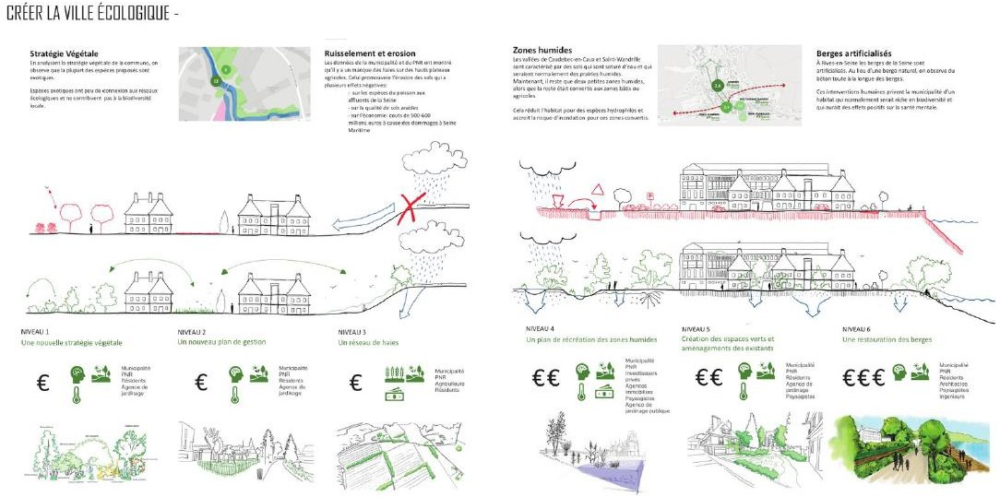 CRÉER LA VILLE ÉCOLOGIQUE -
Stratégie Végétale
En analysant la stratégie végétale de la commune, on
observe que la plupart des espèces proposés sont
exotiques.
Espèces exotiques ont peu de connexion aux réseaux
écologiques et ne contribuent pas à la biodiversité
locale.
Ruissellement et erosion
Les données de la municipalité et du PNR ont montré
qu'il y a un manque des haies sur des hauts plateaux
agricoles. Celui promouvoie l'érosion des sols qui a
plusieurs effets négatives:
- sur les espèces du poisson aux
affluents de la Seine
- sur la qualité de sols arables
- sur l'économie: couts de 500-600
millions euros à cause des dommages à Seine
Maritime
Zones humides
Les vallées de Caudebec-en-Caux et Saint-Wandrille
sont caractérisé par des sols qui sont saturé d'eau et qui
seraient normalement des prairies humides.
Maintenant, il reste que deux petites zones humides,
alors que la reste était convertis aux zones bâtis ou
agricoles.
Cela réduit l'habitat pour des espèces hydrophiles et
accroit la risque d'inondation pour ces zones convertis.
Berges artificialisés
À Rives-en-Seine les berges de la Seine sont
artificialisés. Au lieu d'une berge naturel, on observe du
béton toute à la longue des berges.
Ces interventions humaines privent la municipalité d'un
habitat qui normalement serait riche en biodiversité et
qui aurait des effets positifs sur la santé mentale.
NIVEAU 1
Une nouvelle stratégie végétale
€
Municipalité
PNR
Résidents
Agence de
jardinage
NIVEAU 2
Un nouveau plan de gestion
€
Municipalité
PNR
Résidents
Agence de
jardinage
NIVEAU 3
Un réseau de haies
€
Municipalité
PNR
Agriculteurs
Résidents
NIVEAU 4
Un plan de récréation des zones humides
€€
Municipalité
PNR
Investisseurs
privés
Agences
immobiliere
Paysagistes
Agence de
jardinage publique
NIVEAU 5
Création des espaces verts et
aménagements des existants
€€
Municipalité
PNR
Résidents
Agence de
jardinage
Paysagistes
NIVEAU 6
Une restauration des berges
€€€
Municipalité
PNR
Résidents
Architectes
Paysagistes
Ingenieurs